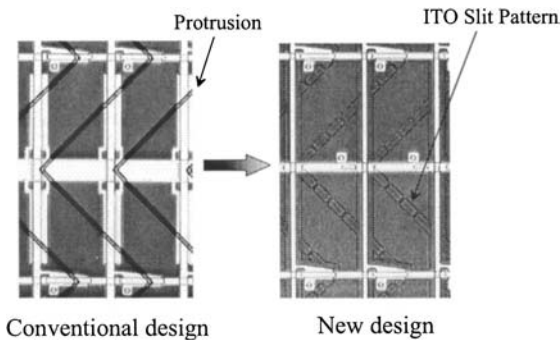 Protrusion
ITO Slit Pattern
Conventional design
New design